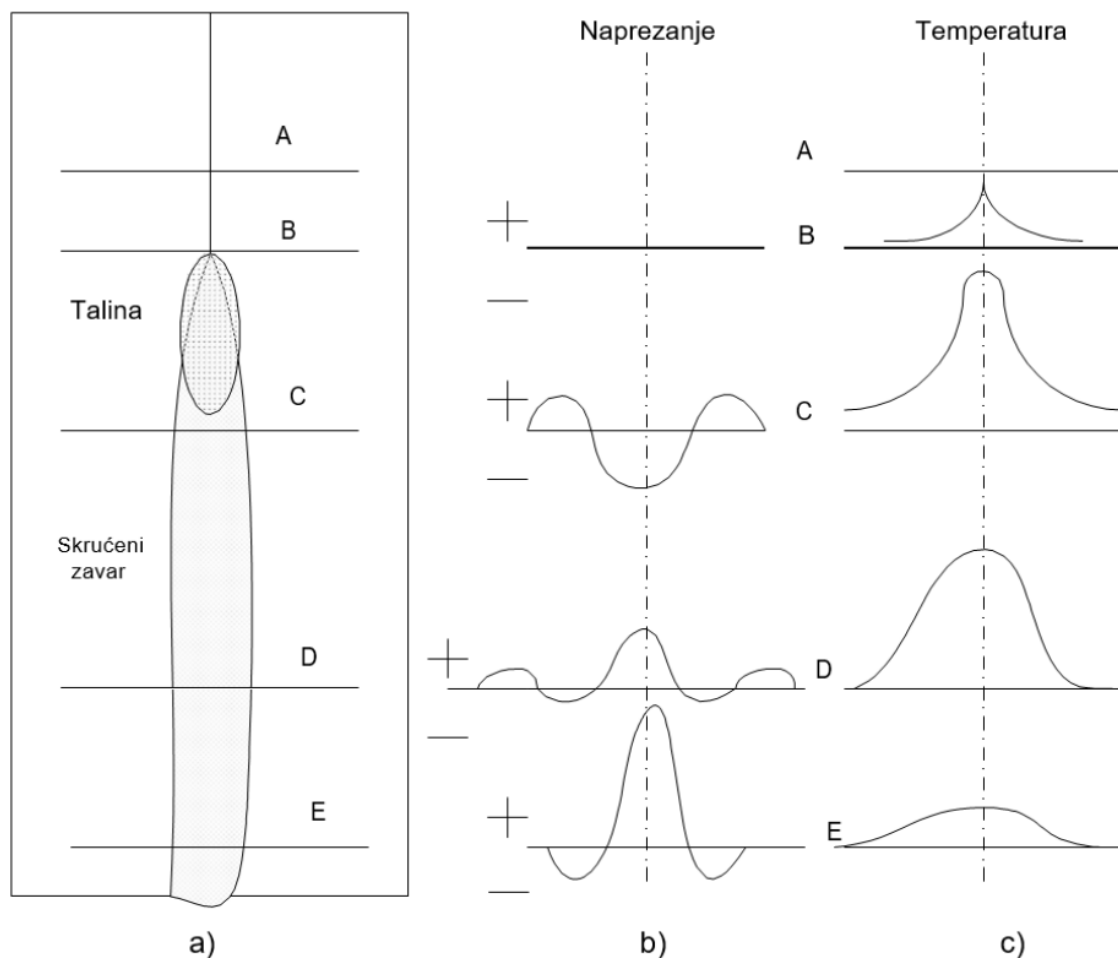 Naprezanje
Temperatura
A
A
B
+
B
−
Talina
C
+
C
−
Skrućeni
zavar
D
+
D
−
E
+
E
−
a)
b)
c)